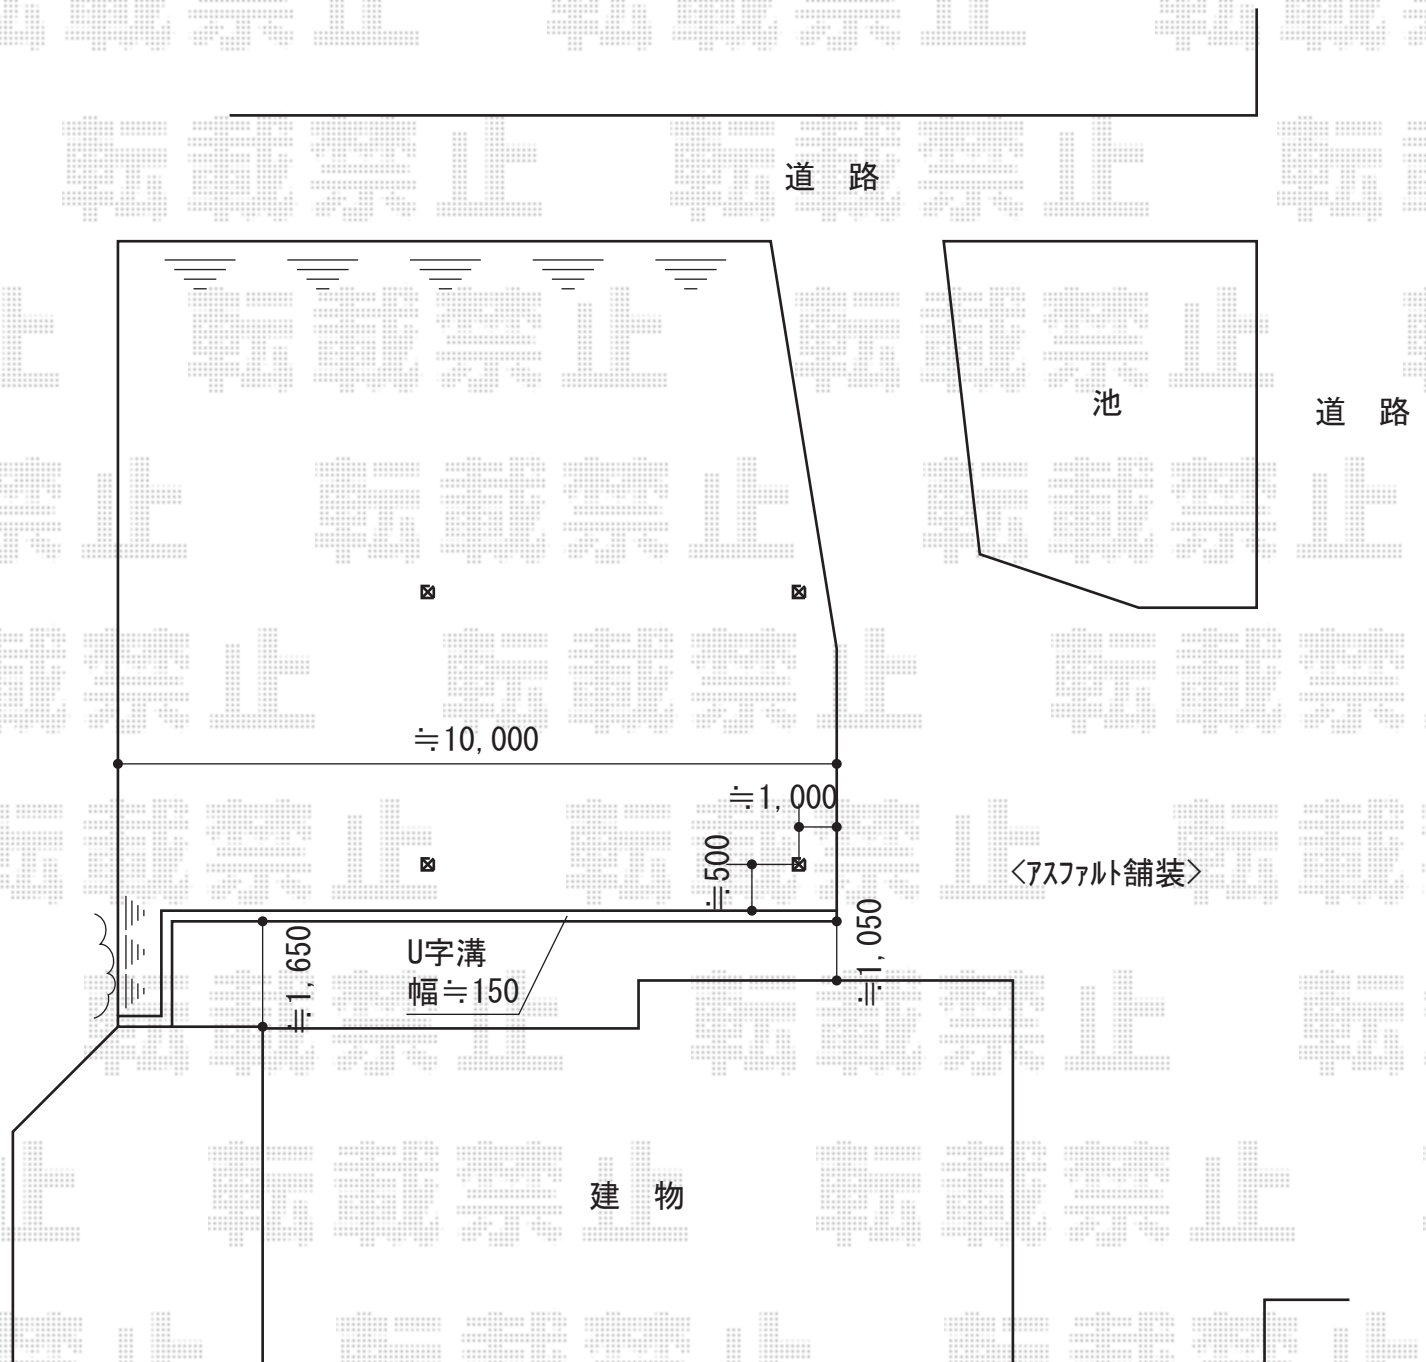 道　路
池
道　路
≒10,000
≒1,000
≒500
〈ｱｽﾌｧﾙﾄ舗装〉
≒1,050
≒1,650
U字溝
幅≒150
建　物
転載禁止